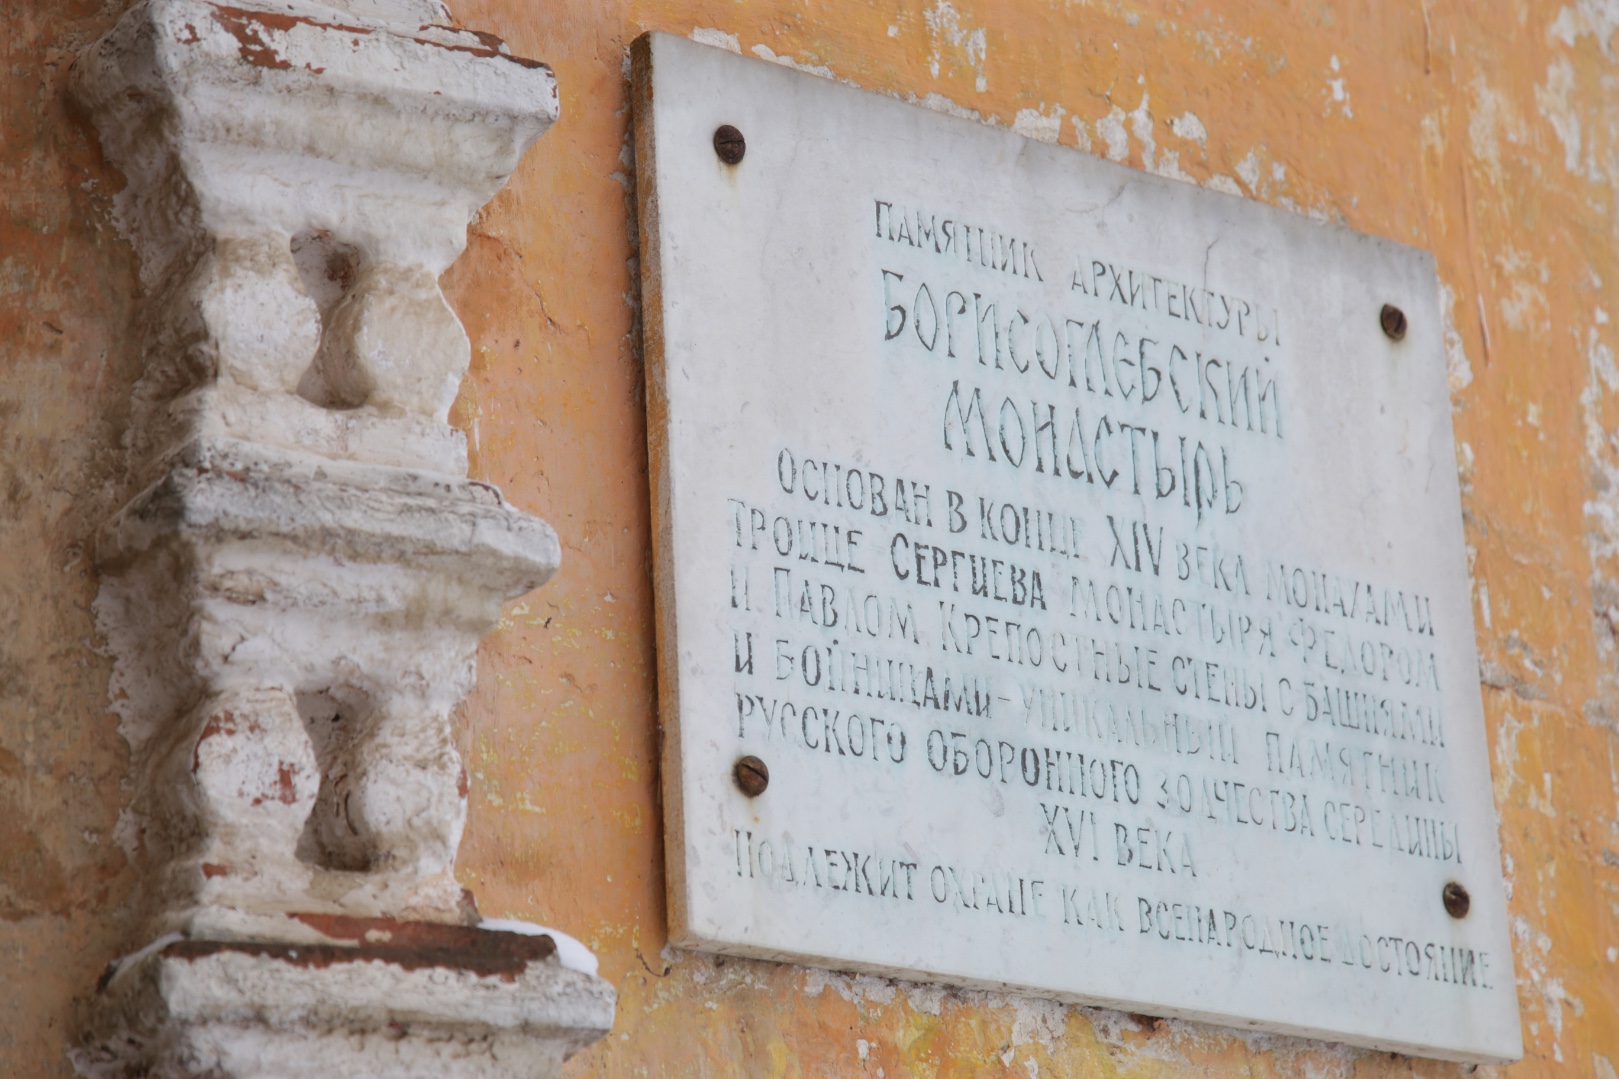 Памятник архитектуры
Борисоглебский
монастырь
основан в конце XIV века монахами
Троице Сергиева монастыря Федором
и Павлом Крепостные стены с башнями
и бойницами - уникальный памятник
русского оборонного зодчества середины
XVI века
Подлежит охране как всенародное достояние